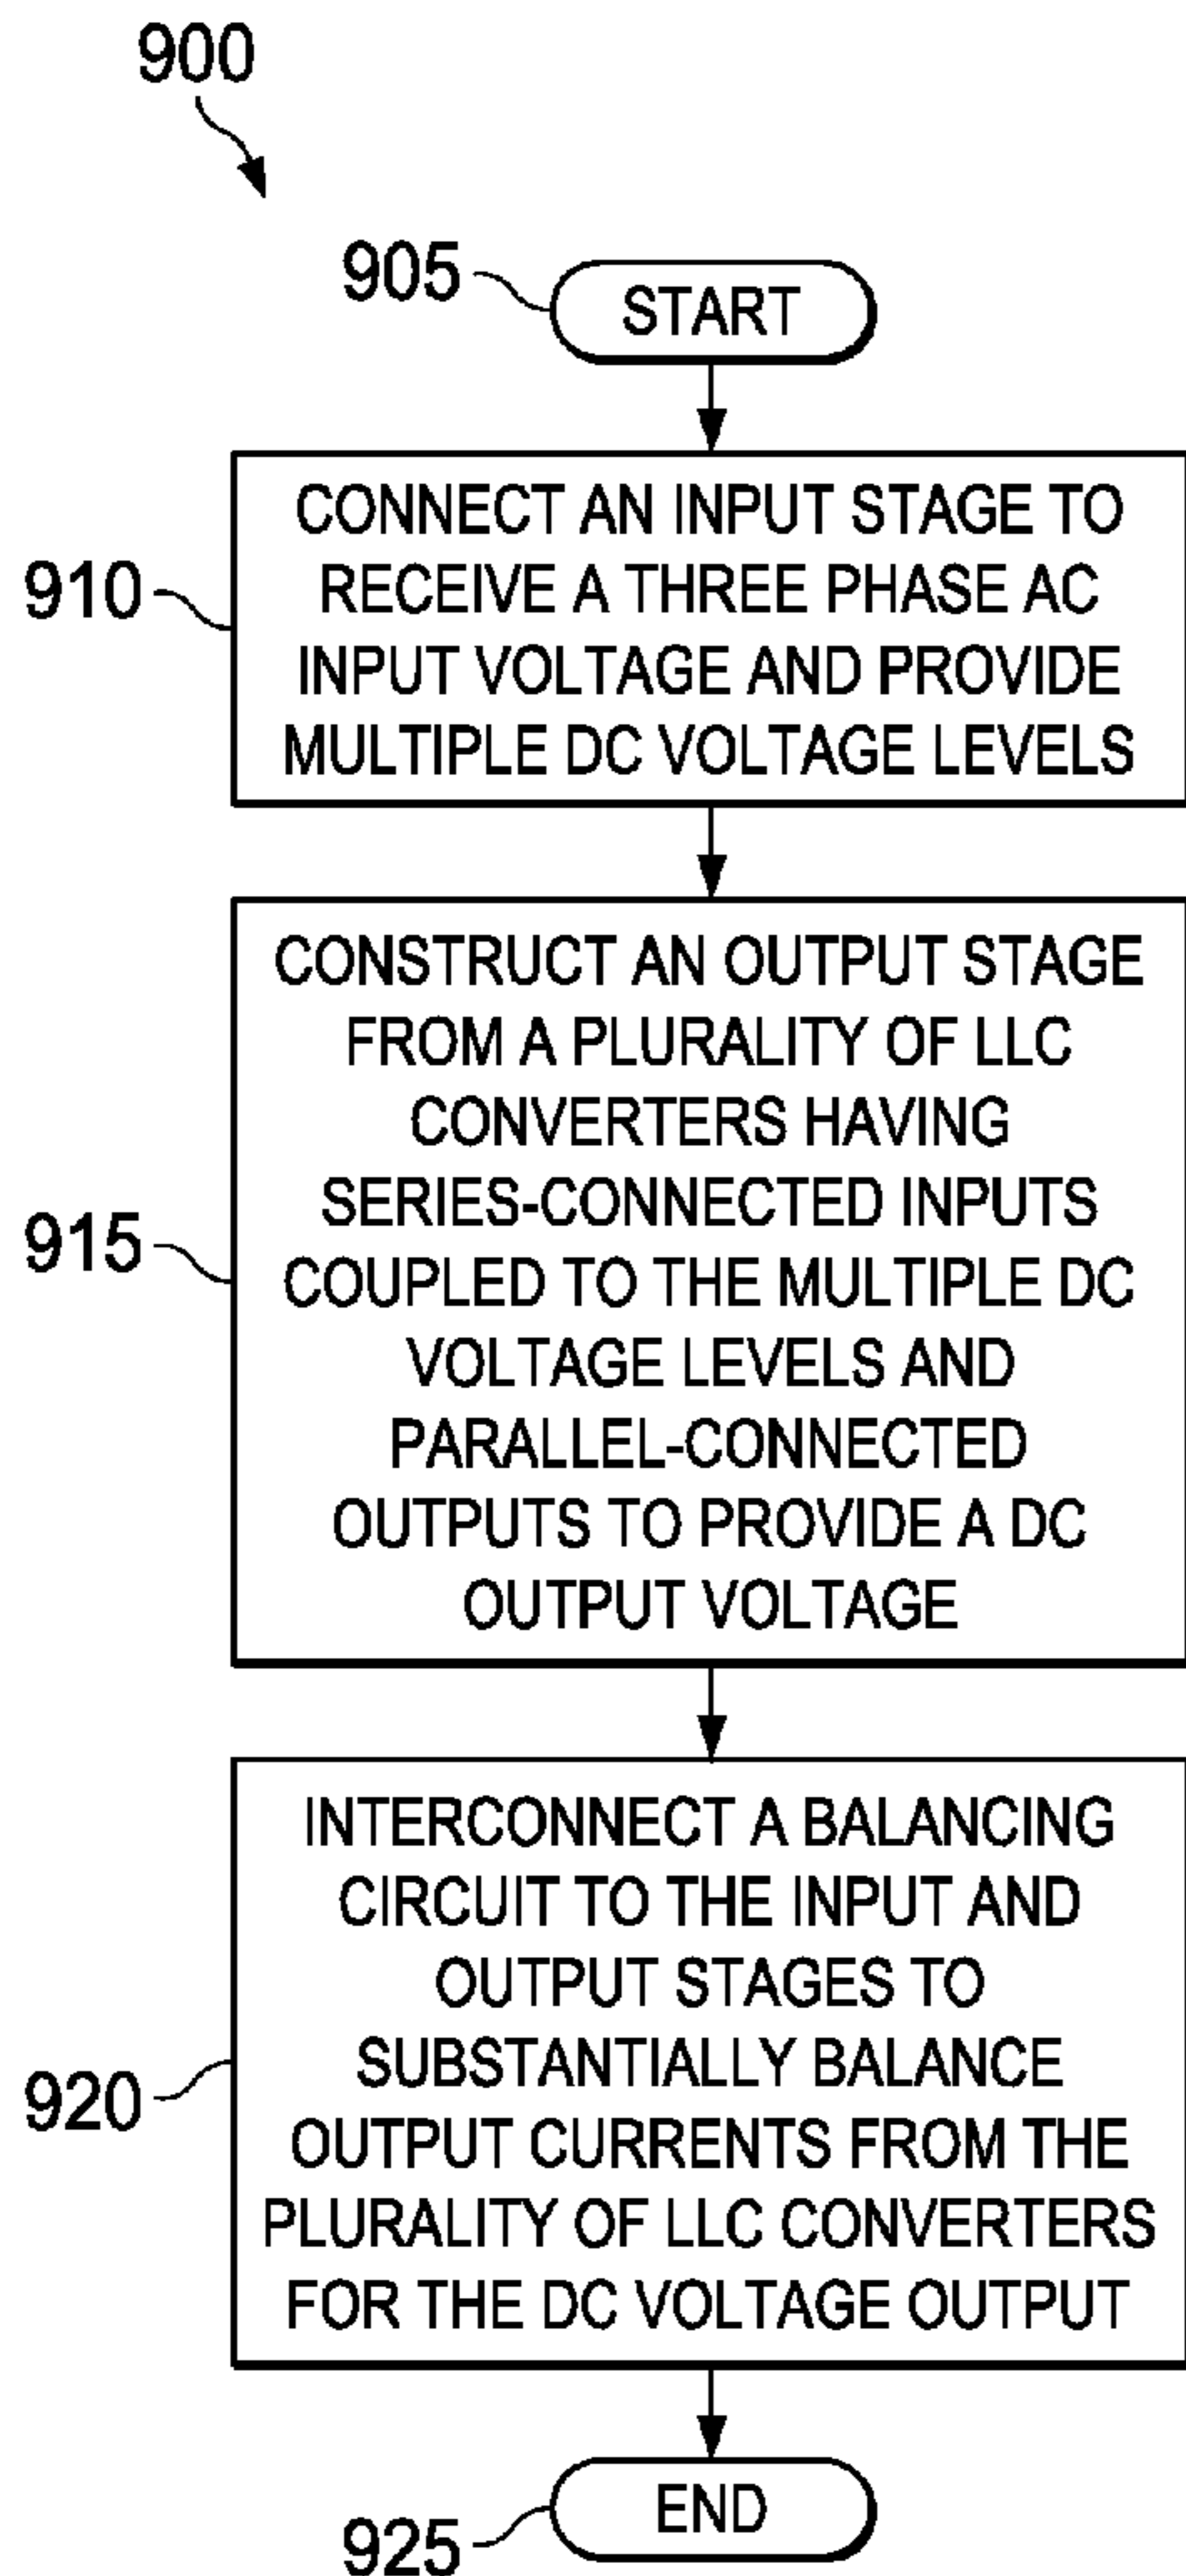 900
905
START
910
CONNECT AN INPUT STAGE TO
RECEIVE A THREE PHASE AC
INPUT VOLTAGE AND PROVIDE
MULTIPLE DC VOLTAGE LEVELS
915
CONSTRUCT AN OUTPUT STAGE
FROM A PLURALITY OF LLC
CONVERTERS HAVING
SERIES-CONNECTED INPUTS
COUPLED TO THE MULTIPLE DC
VOLTAGE LEVELS AND
PARALLEL-CONNECTED
OUTPUTS TO PROVIDE A DC
OUTPUT VOLTAGE
920
INTERCONNECT A BALANCING
CIRCUIT TO THE INPUT AND
OUTPUT STAGES TO
SUBSTANTIALLY BALANCE
OUTPUT CURRENTS FROM THE
PLURALITY OF LLC CONVERTERS
FOR THE DC VOLTAGE OUTPUT
925
END